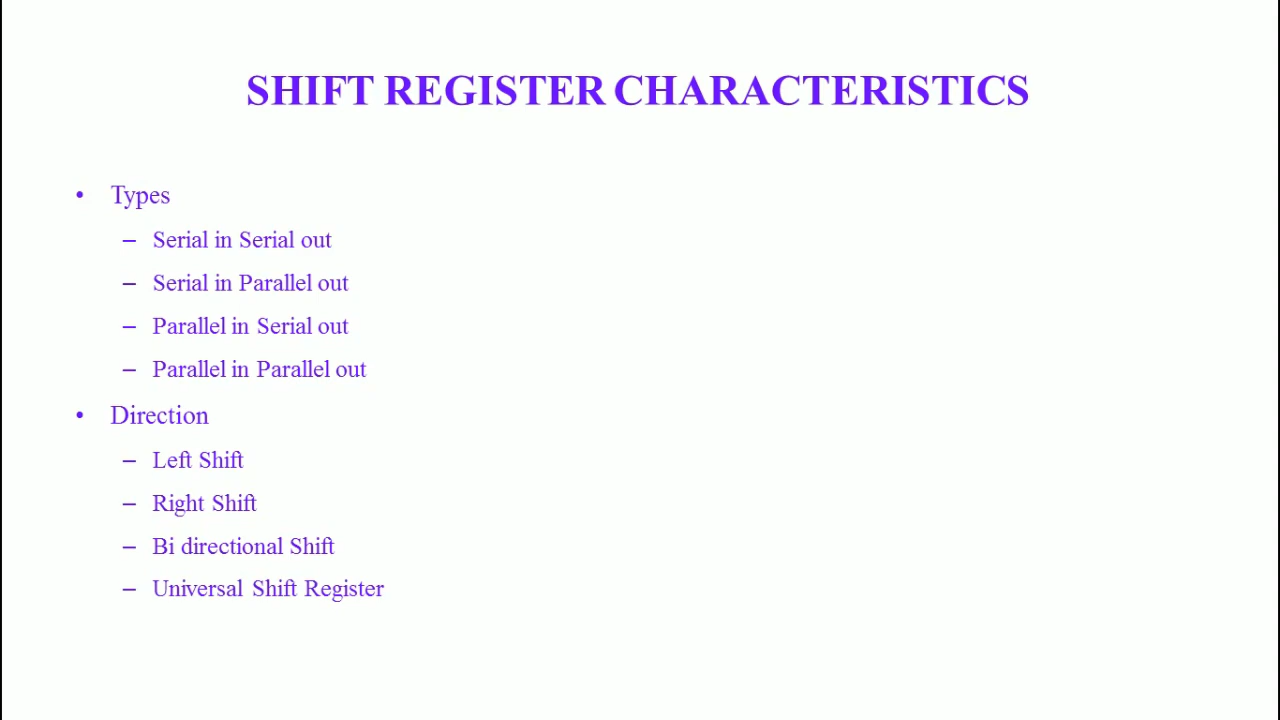 SHIFT REGISTER CHARACTERISTICS
• Types
– Serial in Serial out
– Serial in Parallel out
– Parallel in Serial out
– Parallel in Parallel out
• Direction
– Left Shift
– Right Shift
– Bi directional Shift
– Universal Shift Register